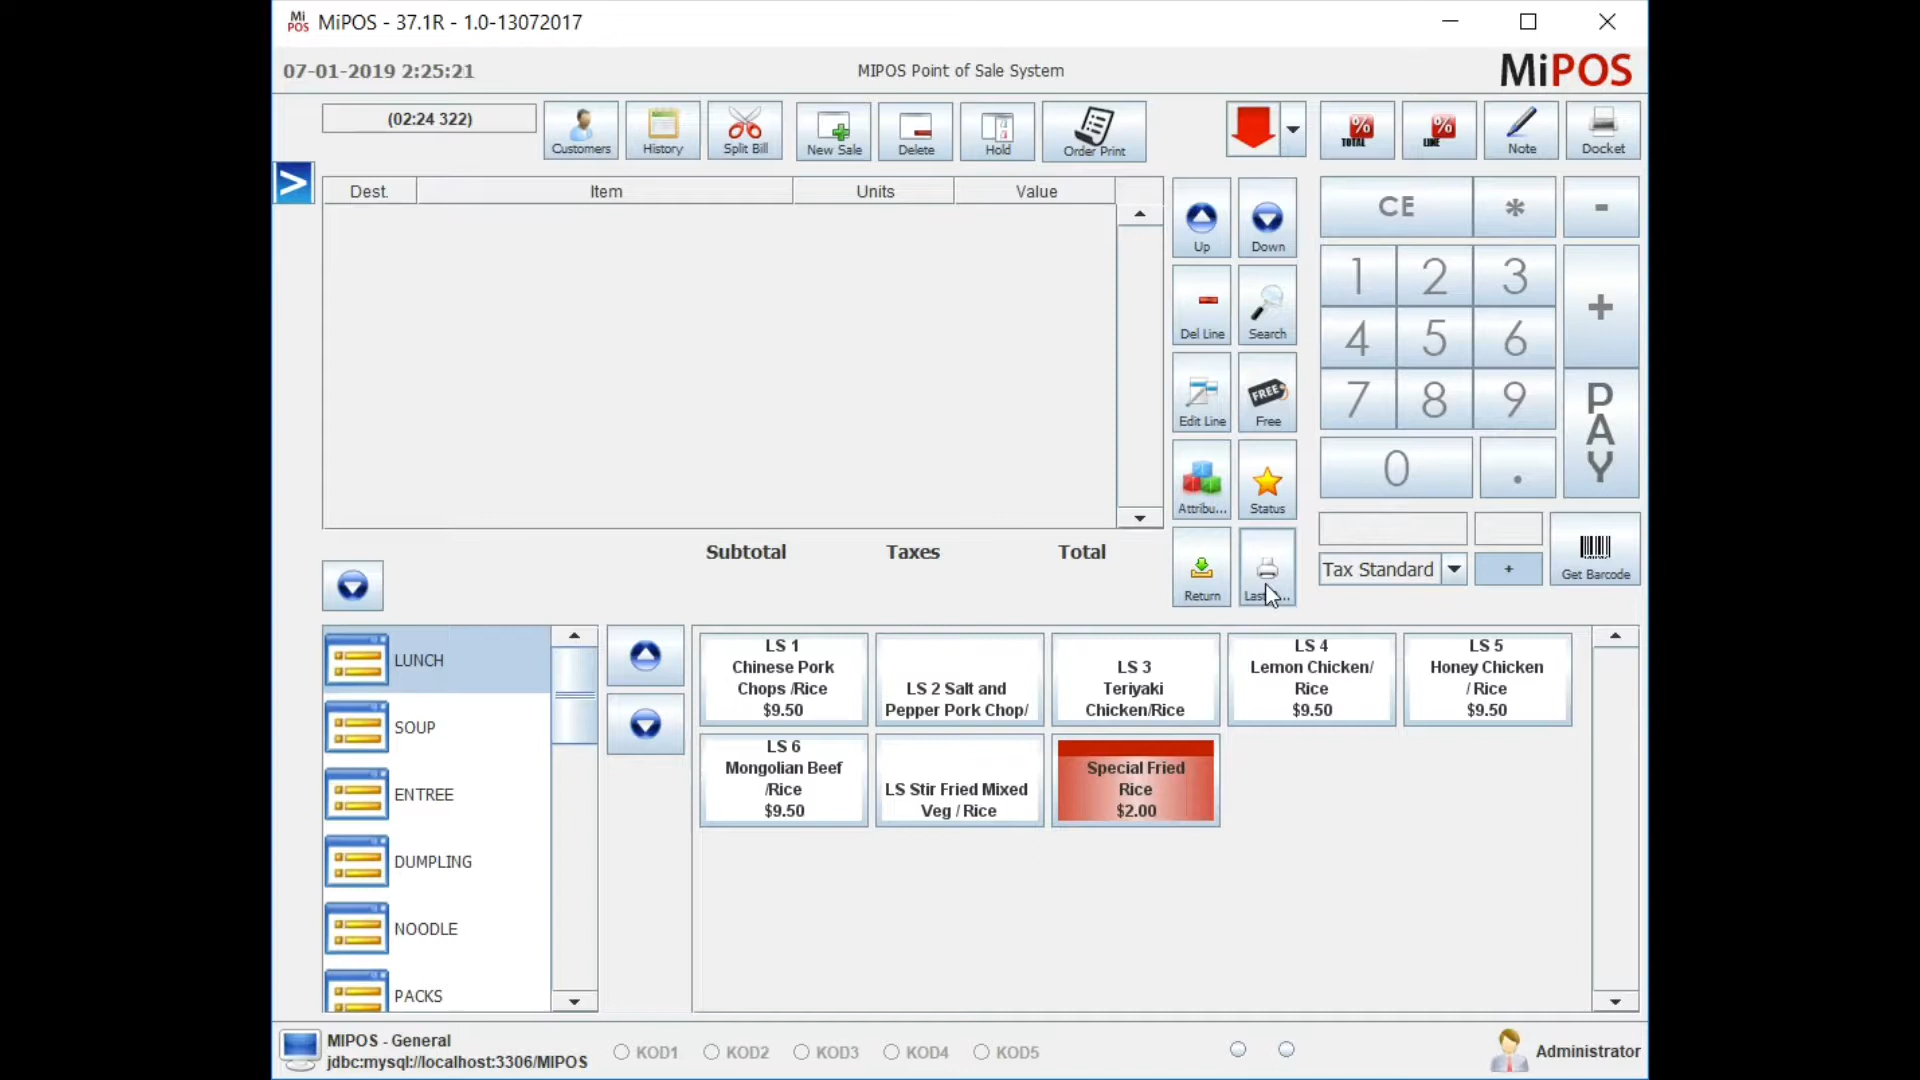 MiPOS - 37.1R - 1.0-13072017
07-01-2019 2:25:21
MIPOS Point of Sale System
MiPOS
(02:24 322)
Customers
History
Split Bill
New Sale
Delete
Hold
Order Print
% TOTAL
% LINE
Note
Docket
>
Dest. Item Units Value
Up
Down
Del Line
Search
Edit Line
FREE
Free
Attribu...
Status
Return
CE * -
1 2 3 +
4 5 6
7 8 9 PAY
0 .
Subtotal Taxes Total
Tax Standard
+
Get Barcode
LUNCH
SOUP
ENTREE
DUMPLING
NOODLE
PACKS
LS 1
Chinese Pork
Chops /Rice
$9.50
LS 2 Salt and
Pepper Pork Chop/
LS 3
Teriyaki
Chicken/Rice
LS 4
Lemon Chicken/
Rice
$9.50
LS 5
Honey Chicken
/ Rice
$9.50
LS 6
Mongolian Beef
/Rice
$9.50
LS Stir Fried Mixed
Veg / Rice
Special Fried
Rice
$2.00
MIPOS - General
jdbc:mysql://localhost:3306/MIPOS
KOD1 KOD2 KOD3 KOD4 KOD5
Administrator